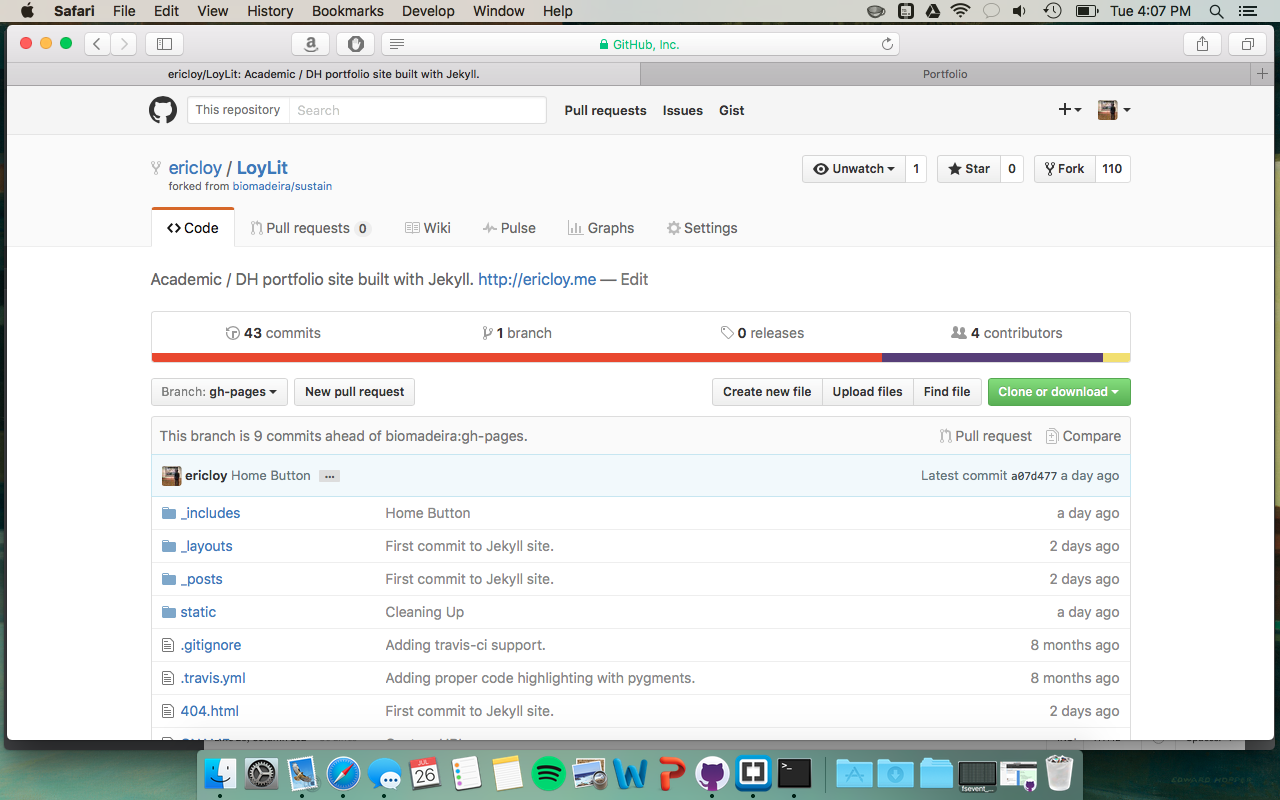 Safari File Edit View History Bookmarks Develop Window Help Tue 4:07 PM
GitHub, Inc.
ericloy/LoyLit: Academic / DH portfolio site built with Jekyll. Portfolio
This repository Search Pull requests Issues Gist
ericloy / LoyLit Unwatch 1 Star 0 Fork 110
forked from biomadeira/sustain
Code Pull requests 0 Wiki Pulse Graphs Settings
Academic / DH portfolio site built with Jekyll. http://ericloy.me — Edit
43 commits 1 branch 0 releases 4 contributors
Branch: gh-pages New pull request Create new file Upload files Find file Clone or download
This branch is 9 commits ahead of biomadeira:gh-pages. Pull request Compare
ericloy Home Button … Latest commit a07d477 a day ago
_includes Home Button a day ago
_layouts First commit to Jekyll site. 2 days ago
_posts First commit to Jekyll site. 2 days ago
static Cleaning Up a day ago
.gitignore Adding travis-ci support. 8 months ago
.travis.yml Adding proper code highlighting with pygments. 8 months ago
404.html First commit to Jekyll site. 2 days ago
JUL
26
fsevent_...
EDWARD HOPPER